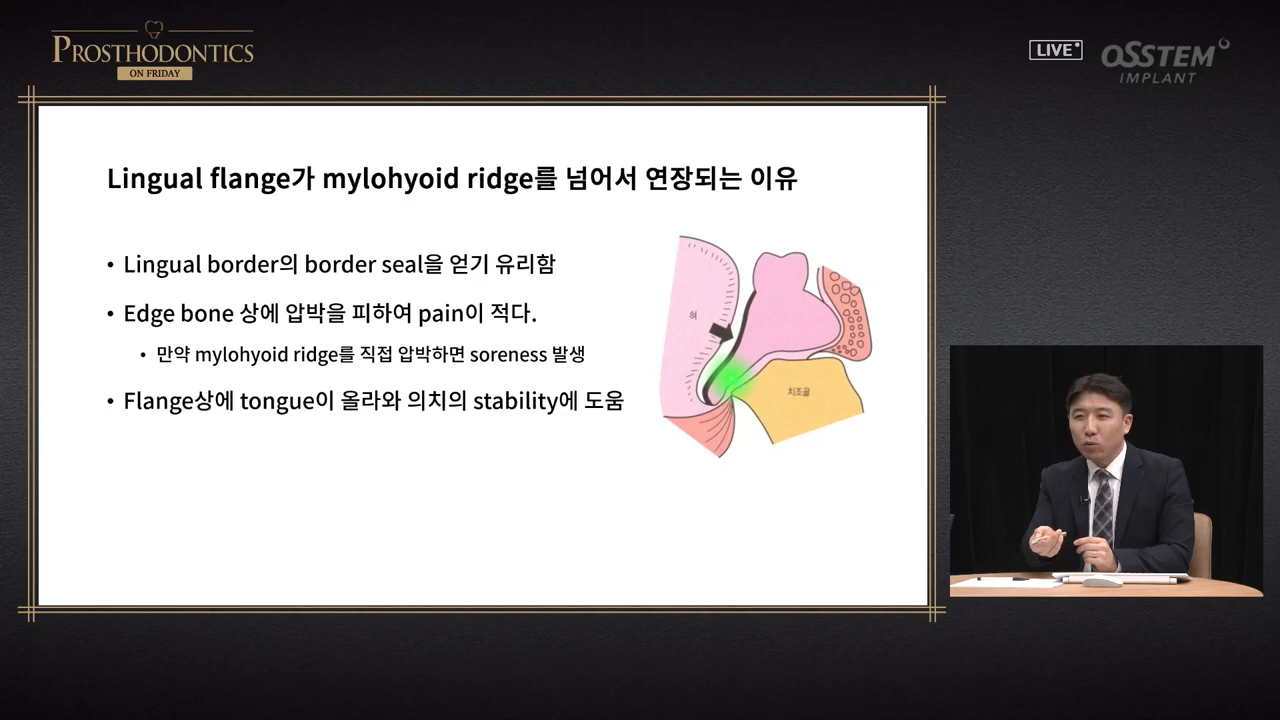 PROSTHODONTICS
ON FRIDAY
LIVE
OSSTEM
IMPLANT
Lingual flange가 mylohyoid ridge를 넘어서 연장되는 이유
• Lingual border의 border seal을 얻기 유리함
• Edge bone 상에 압박을 피하여 pain이 적다.
• 만약 mylohyoid ridge를 직접 압박하면 soreness 발생
• Flange상에 tongue이 올라와 의치의 stability에 도움
혀
치조골